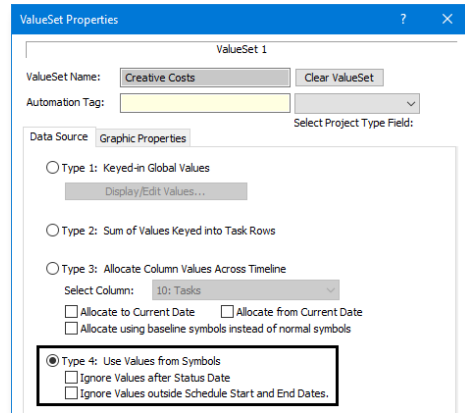 ValueSet Properties ? ×
ValueSet 1
ValueSet Name: Creative Costs Clear ValueSet
Automation Tag:
Select Project Type Field:
Data Source Graphic Properties
Type 1: Keyed-in Global Values
Display/Edit Values...
Type 2: Sum of Values Keyed into Task Rows
Type 3: Allocate Column Values Across Timeline
Select Column: 10: Tasks
Allocate to Current Date Allocate from Current Date
Allocate using baseline symbols instead of normal symbols
Type 4: Use Values from Symbols
Ignore Values after Status Date
Ignore Values outside Schedule Start and End Dates.